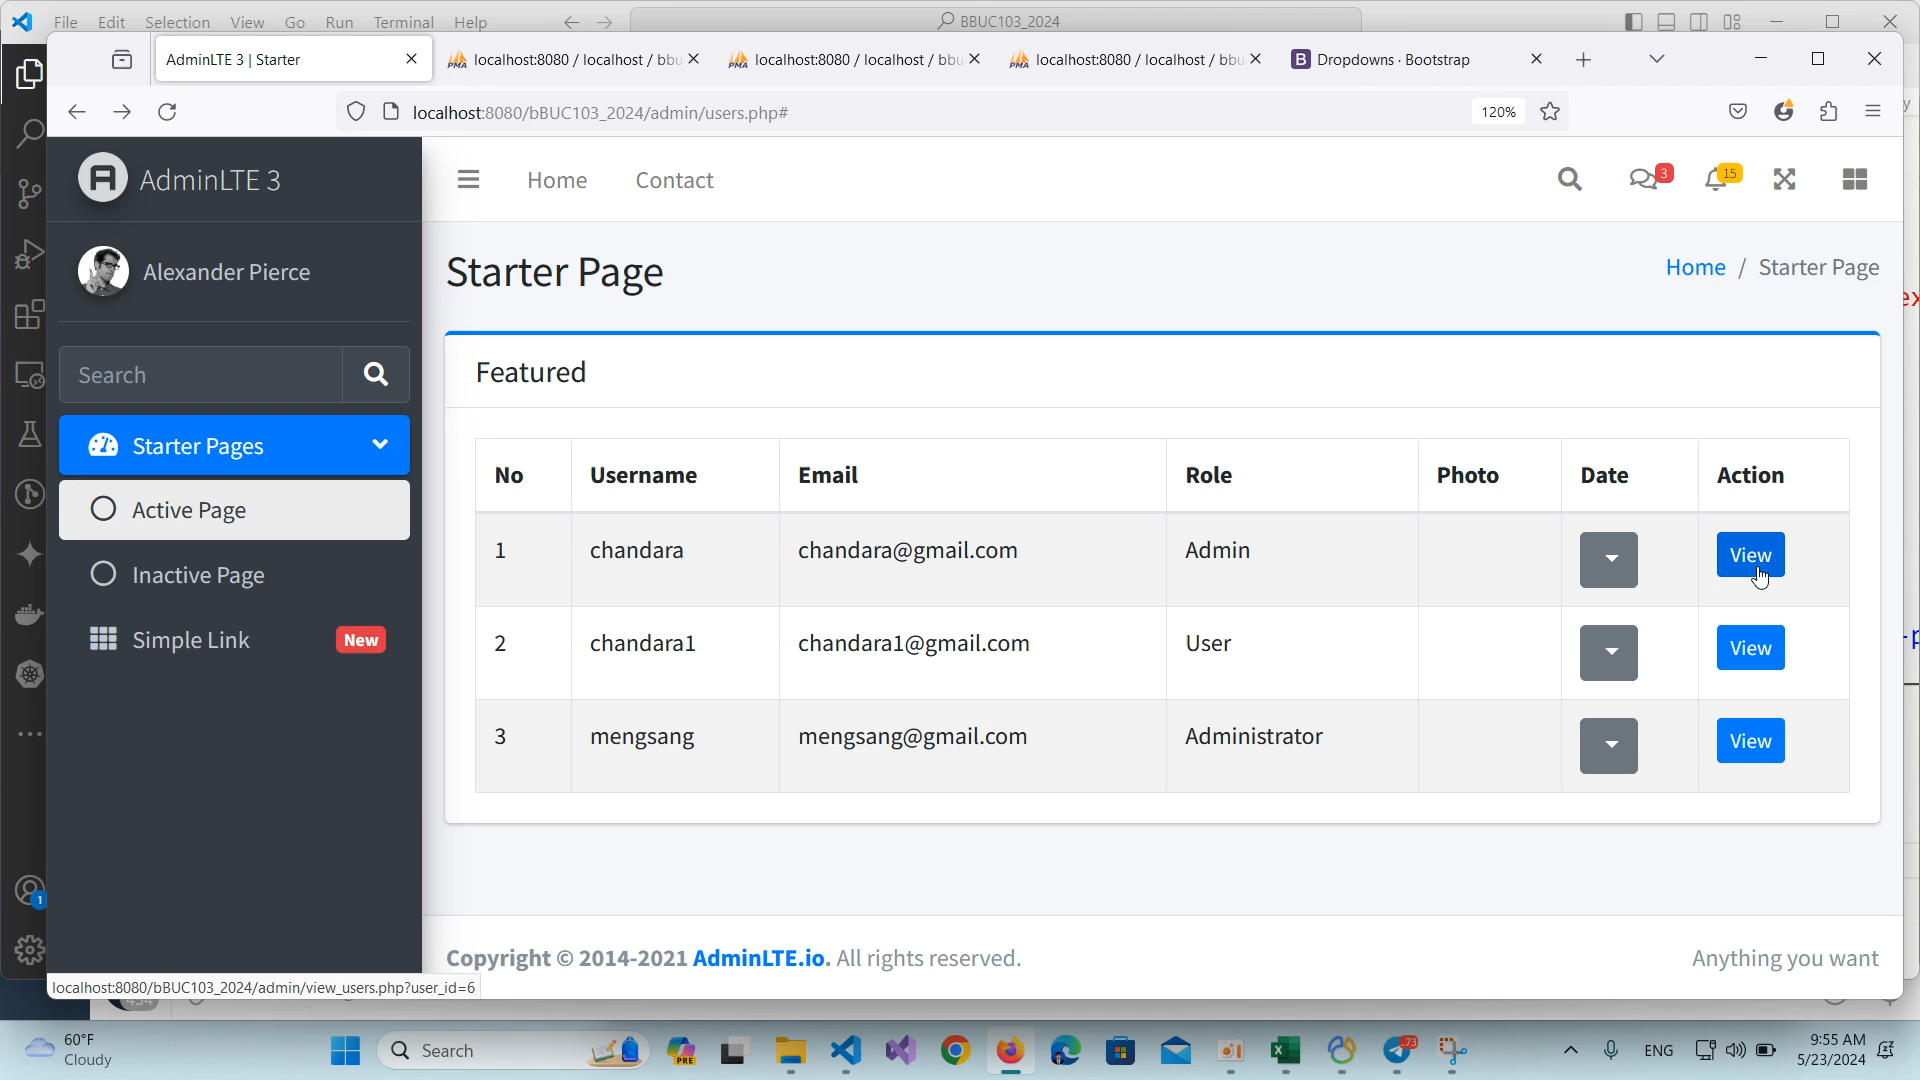 File Edit Selection View Go Run Terminal Help BBUC103_2024
AdminLTE 3 | Starter
localhost:8080 / localhost / bbu
localhost:8080 / localhost / bbu
localhost:8080 / localhost / bbu
Dropdowns · Bootstrap
localhost:8080/bBUC103_2024/admin/users.php#
120%
AdminLTE 3
Home Contact
3
15
Alexander Pierce
Starter Page
Home / Starter Page
Search
Featured
Starter Pages
Active Page
Inactive Page
Simple Link New
No Username Email Role Photo Date Action
1 chandara chandara@gmail.com Admin View
2 chandara1 chandara1@gmail.com User View
3 mengsang mengsang@gmail.com Administrator View
Copyright © 2014-2021 AdminLTE.io. All rights reserved.
Anything you want
localhost:8080/bBUC103_2024/admin/view_users.php?user_id=6
1
60°F
Cloudy
Search
PRE
73
ENG
9:55 AM
5/23/2024